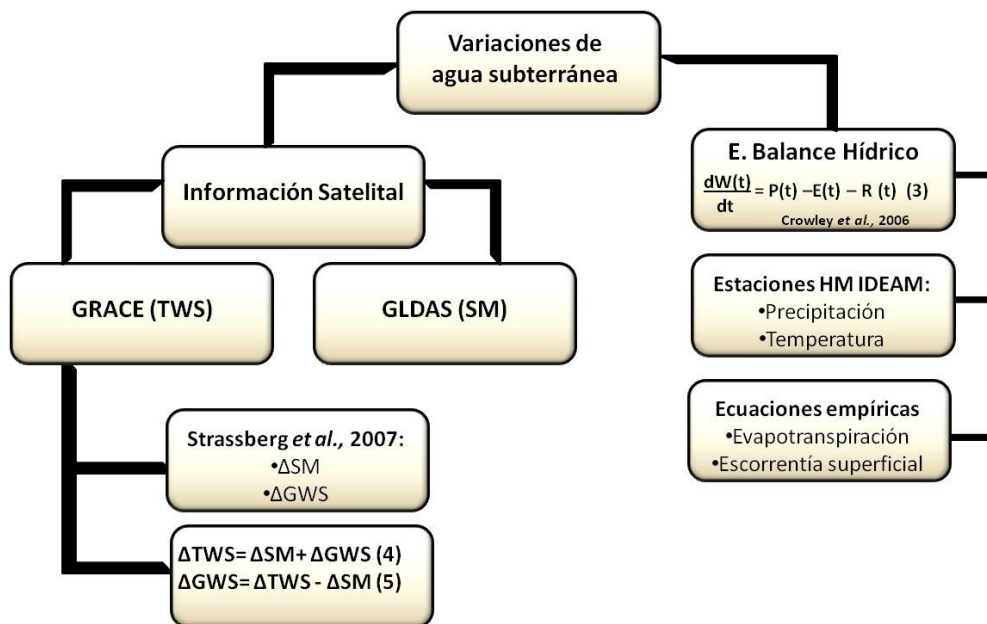 Variaciones de
agua subterránea
Información Satelital
GRACE (TWS)
GLDAS (SM)
Strassberg et al., 2007:
•ΔSM
•ΔGWS
ΔTWS= ΔSM+ ΔGWS (4)
ΔGWS= ΔTWS - ΔSM (5)
E. Balance Hídrico
dW(t)/dt = P(t) –E(t) – R (t) (3)
Crowley et al., 2006
Estaciones HM IDEAM:
•Precipitación
•Temperatura
Ecuaciones empíricas
•Evapotranspiración
•Escorrentía superficial